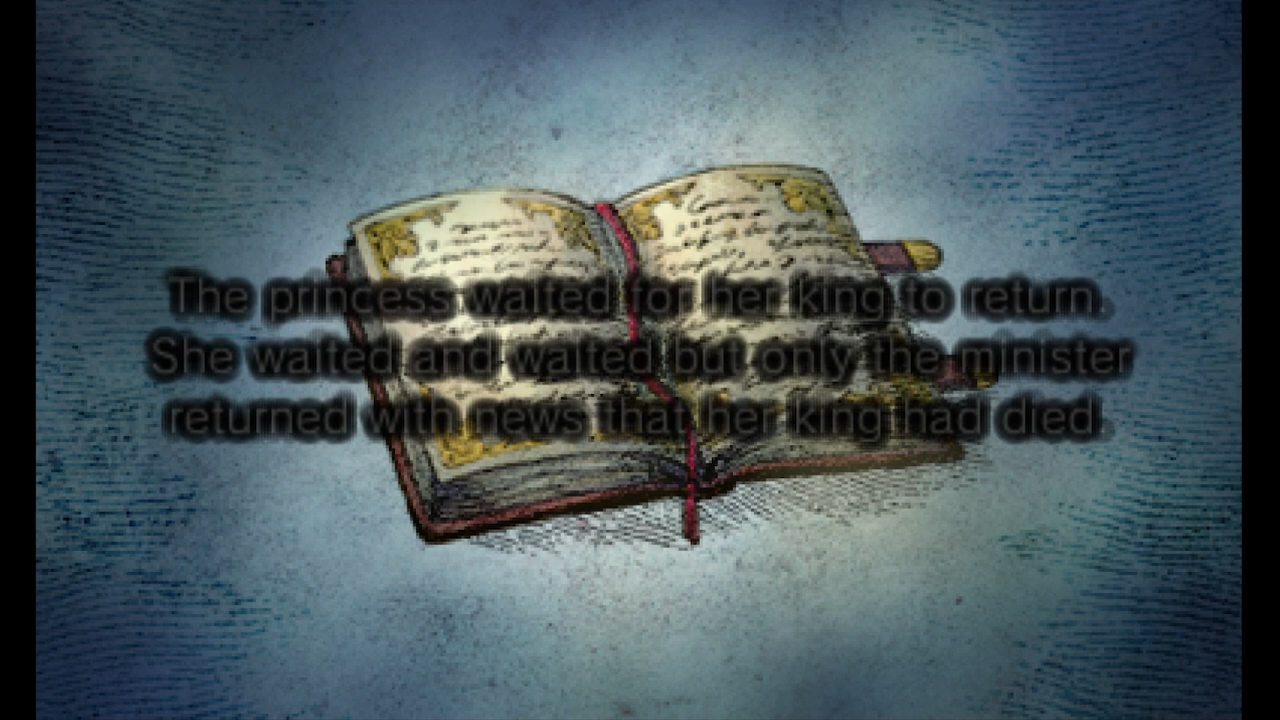 The princess waited for her king to return.
She waited and waited but only the minister
returned with news that her king had died.